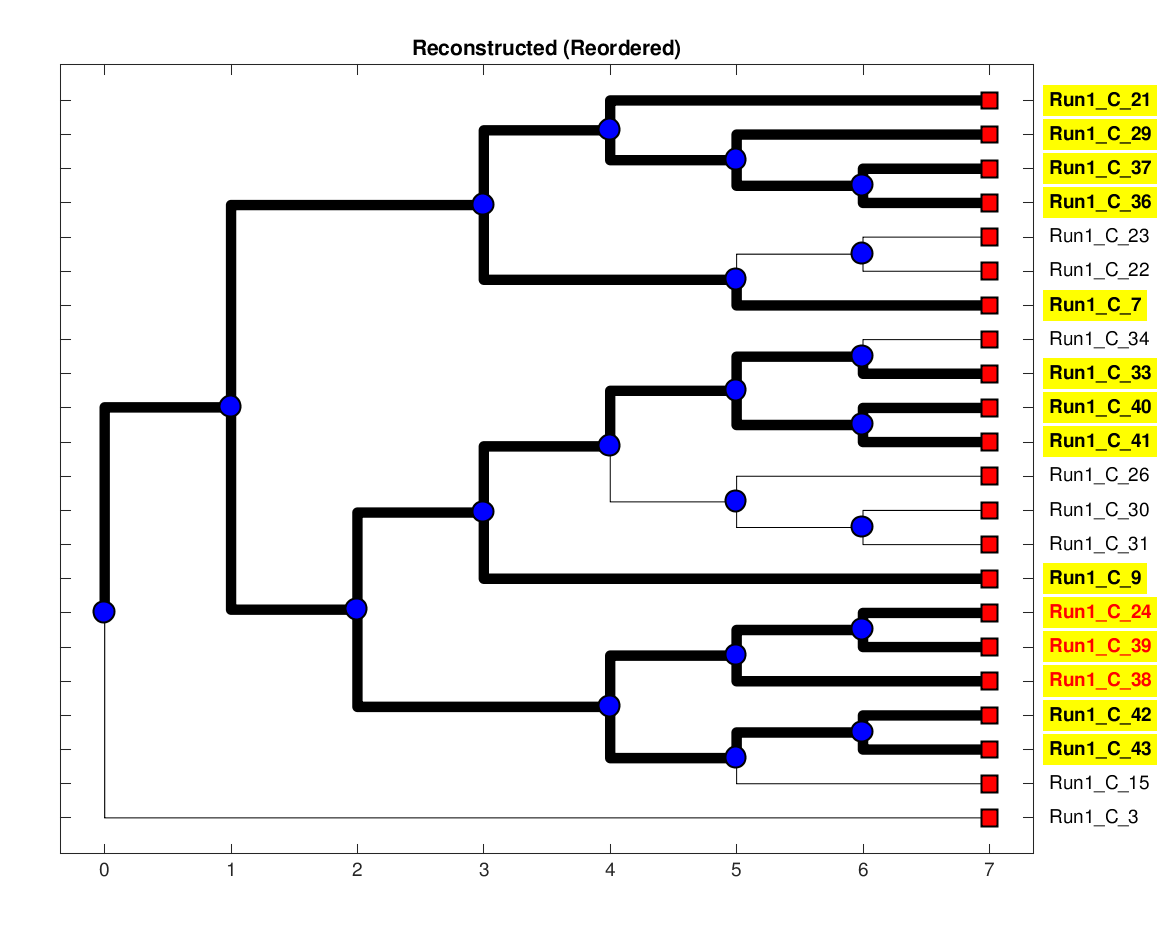 Reconstructed (Reordered)
Run1_C_21
Run1_C_29
Run1_C_37
Run1_C_36
Run1_C_23
Run1_C_22
Run1_C_7
Run1_C_34
Run1_C_33
Run1_C_40
Run1_C_41
Run1_C_26
Run1_C_30
Run1_C_31
Run1_C_9
Run1_C_24
Run1_C_39
Run1_C_38
Run1_C_42
Run1_C_43
Run1_C_15
Run1_C_3
0 1 2 3 4 5 6 7